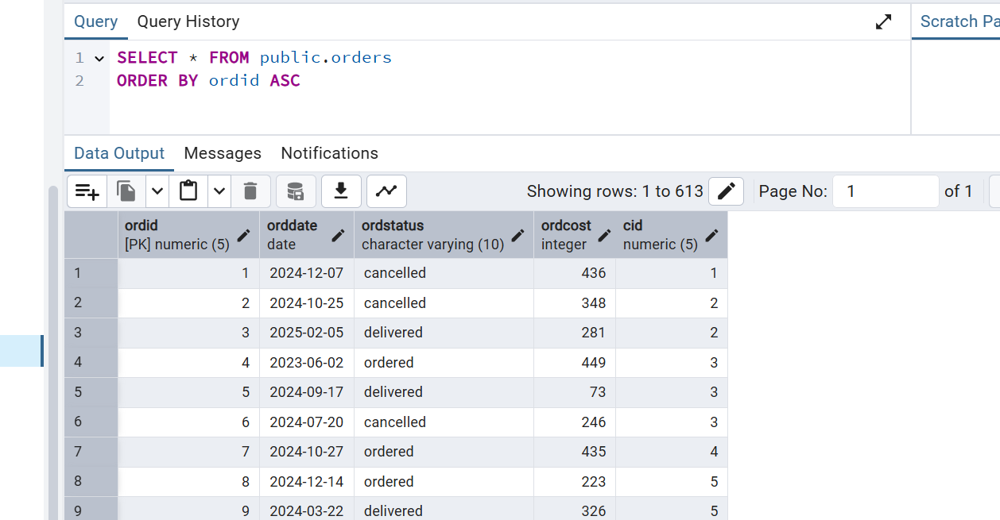 Query Query History Scratch Pa
1 SELECT * FROM public.orders
2 ORDER BY ordid ASC
Data Output Messages Notifications
Showing rows: 1 to 613 Page No: 1 of 1
ordid orddate ordstatus ordcost cid
[PK] numeric (5) date character varying (10) integer numeric (5)
1 1 2024-12-07 cancelled 436 1
2 2 2024-10-25 cancelled 348 2
3 3 2025-02-05 delivered 281 2
4 4 2023-06-02 ordered 449 3
5 5 2024-09-17 delivered 73 3
6 6 2024-07-20 cancelled 246 3
7 7 2024-10-27 ordered 435 4
8 8 2024-12-14 ordered 223 5
9 9 2024-03-22 delivered 326 5